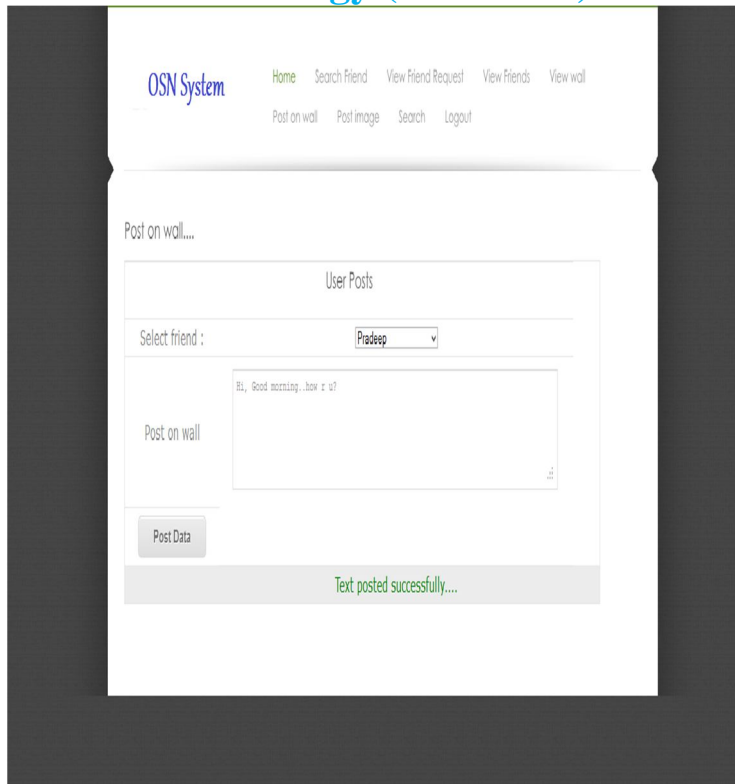 OSN System
Home Search Friend View Friend Request View Friends View wall
Post on wall Post image Search Logout
Post on wall....
User Posts
Select friend :
Pradeep
Post on wall
Hi, Good morning..how r u?
Post Data
Text posted successfully....